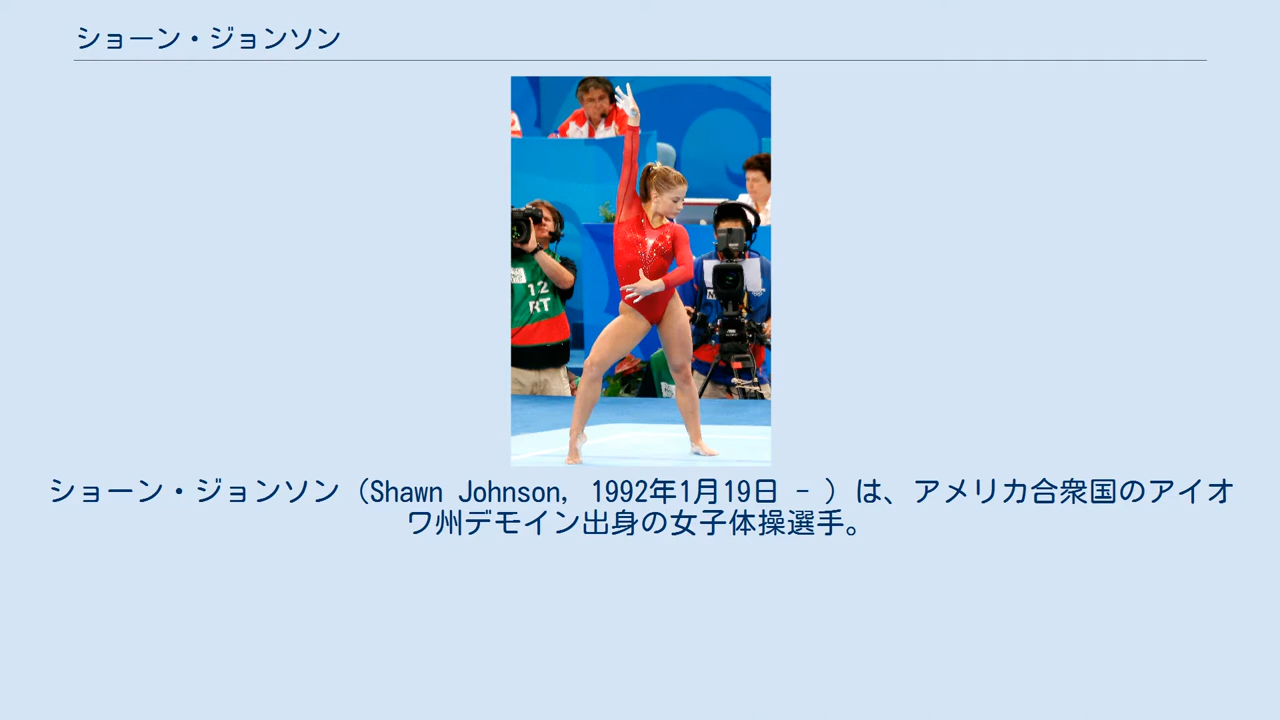 ショーン・ジョンソン
12
RT
ショーン・ジョンソン（Shawn Johnson, 1992年1月19日 - ）は、アメリカ合衆国のアイオ
ワ州デモイン出身の女子体操選手。